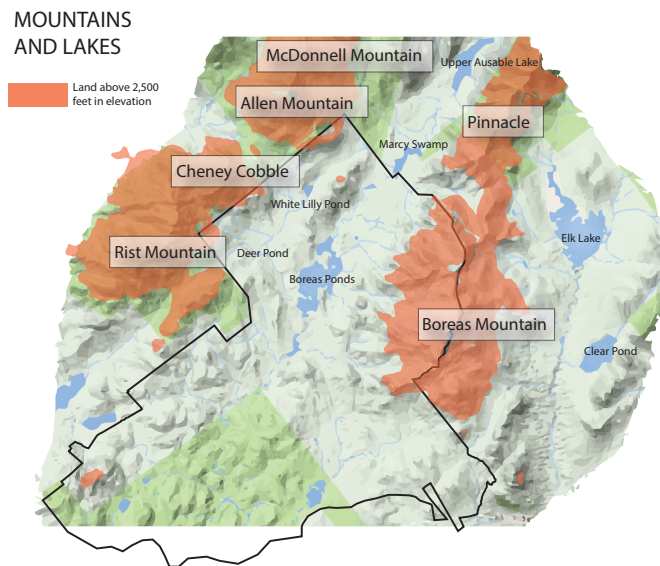 MOUNTAINS
AND LAKES
Land above 2,500
feet in elevation
McDonnell Mountain
Upper Ausable Lake
Allen Mountain
Pinnacle
Marcy Swamp
Cheney Cobble
White Lilly Pond
Elk Lake
Rist Mountain
Deer Pond
Boreas Ponds
Boreas Mountain
Clear Pond